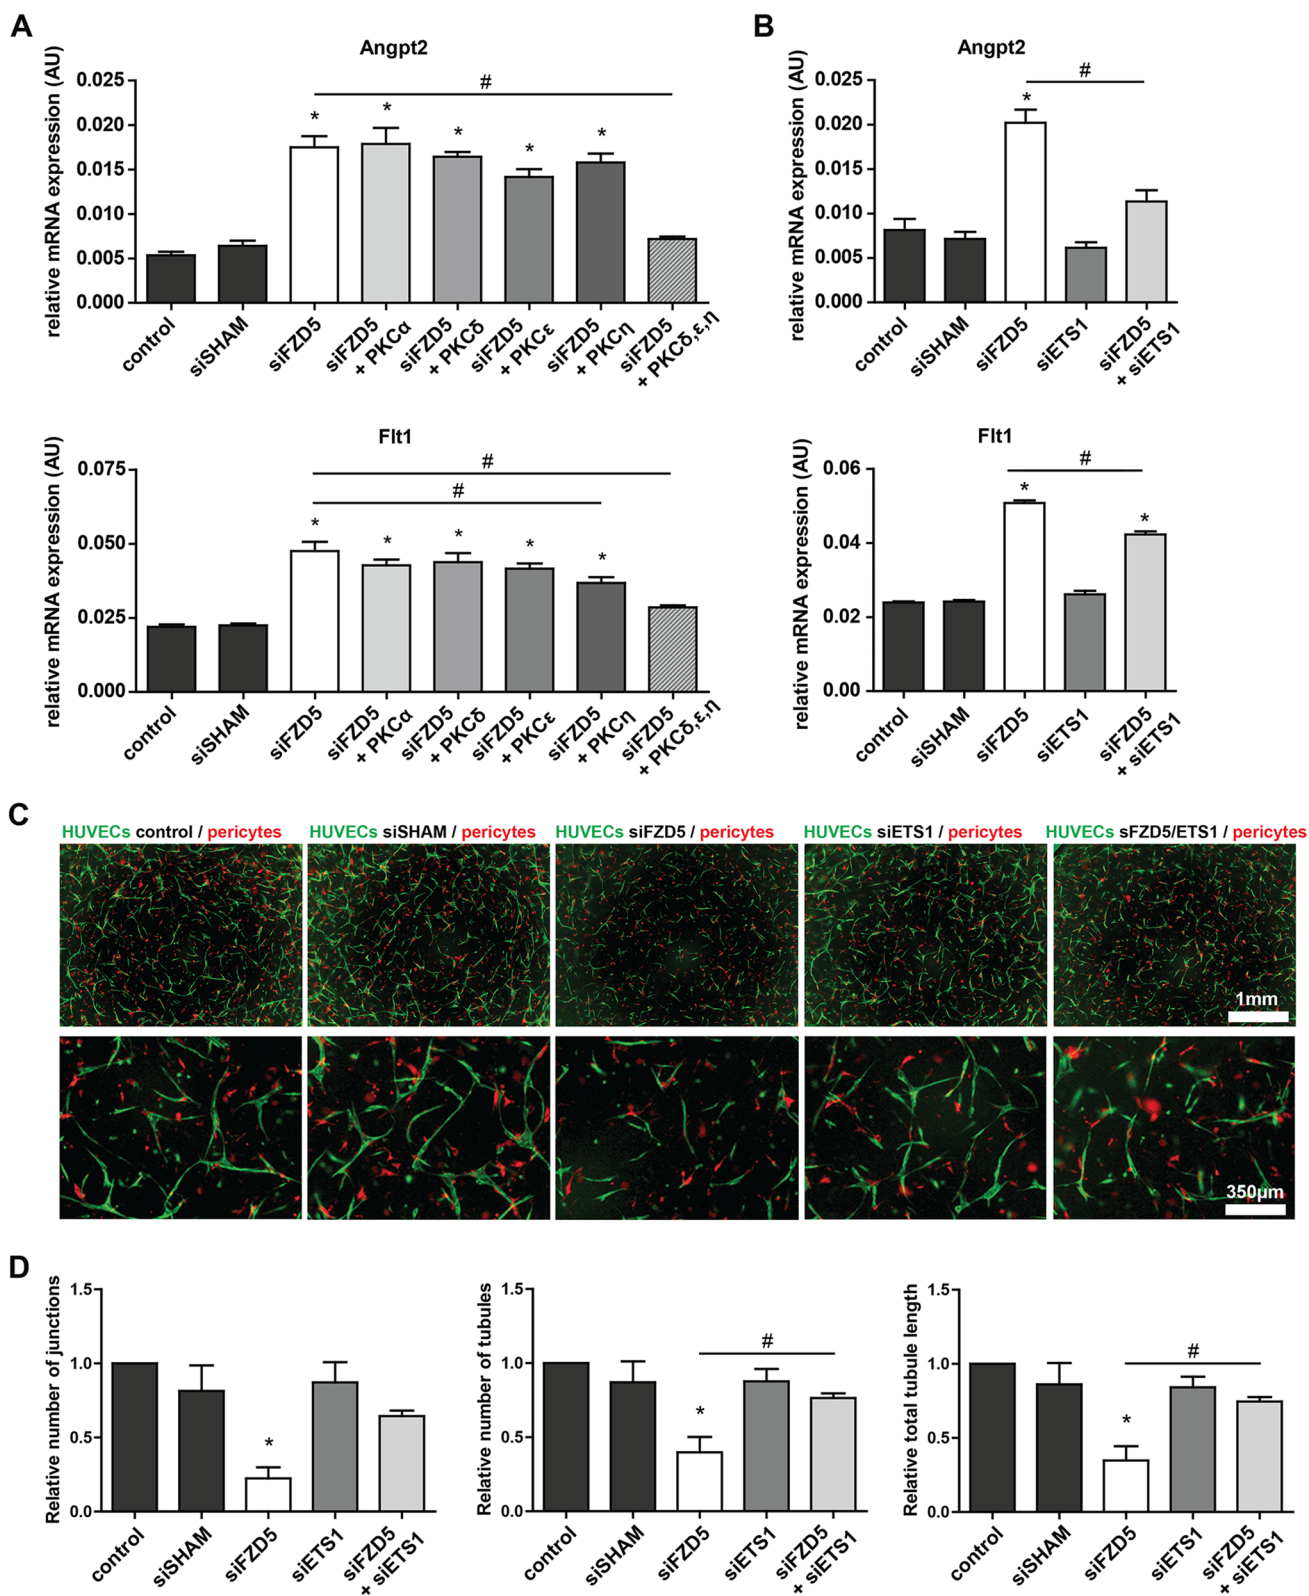 A
Angpt2
relative mRNA expression (AU)
0.025
0.020
0.015
0.010
0.005
0.000
#
* * * * *
control
siSHAM
siFZD5
siFZD5
+ PKCα
siFZD5
+ PKCδ
siFZD5
+ PKCε
siFZD5
+ PKCη
siFZD5
+ PKCδ,ε,η
Flt1
relative mRNA expression (AU)
0.075
0.050
0.025
0.000
#
#
* * * * *
control
siSHAM
siFZD5
siFZD5
+ PKCα
siFZD5
+ PKCδ
siFZD5
+ PKCε
siFZD5
+ PKCη
siFZD5
+ PKCδ,ε,η
B
Angpt2
relative mRNA expression (AU)
0.025
0.020
0.015
0.010
0.005
0.000
#
*
control
siSHAM
siFZD5
siETS1
siFZD5
+ siETS1
Flt1
relative mRNA expression (AU)
0.06
0.04
0.02
0.00
#
* *
control
siSHAM
siFZD5
siETS1
siFZD5
+ siETS1
C
HUVECs control / pericytes
HUVECs siSHAM / pericytes
HUVECs siFZD5 / pericytes
HUVECs siETS1 / pericytes
HUVECs sFZD5/ETS1 / pericytes
1mm
350µm
D
Relative number of junctions
1.5
1.0
0.5
0.0
*
control
siSHAM
siFZD5
siETS1
siFZD5
+ siETS1
Relative number of tubules
1.5
1.0
0.5
0.0
#
*
control
siSHAM
siFZD5
siETS1
siFZD5
+ siETS1
Relative total tubule length
1.5
1.0
0.5
0.0
#
*
control
siSHAM
siFZD5
siETS1
siFZD5
+ siETS1